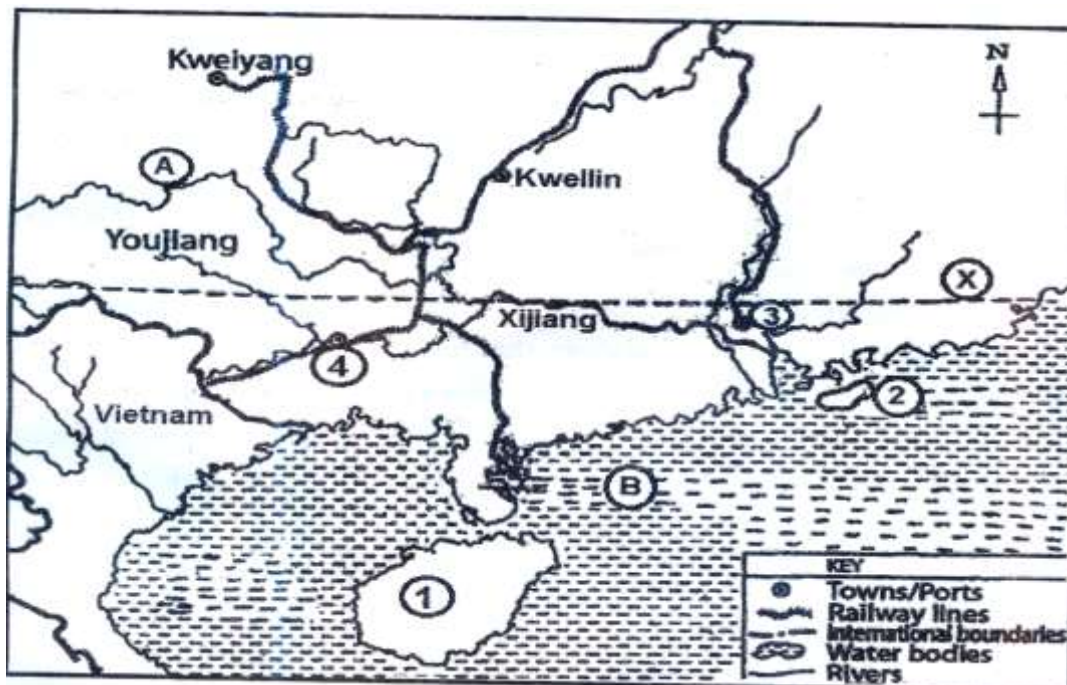 Kweiyang
N
A
Kwellin
Youjiang
X
Xijiang
3
4
2
Vietnam
B
1
KEY
Towns/Ports
Railway lines
International boundaries
Water bodies
Rivers